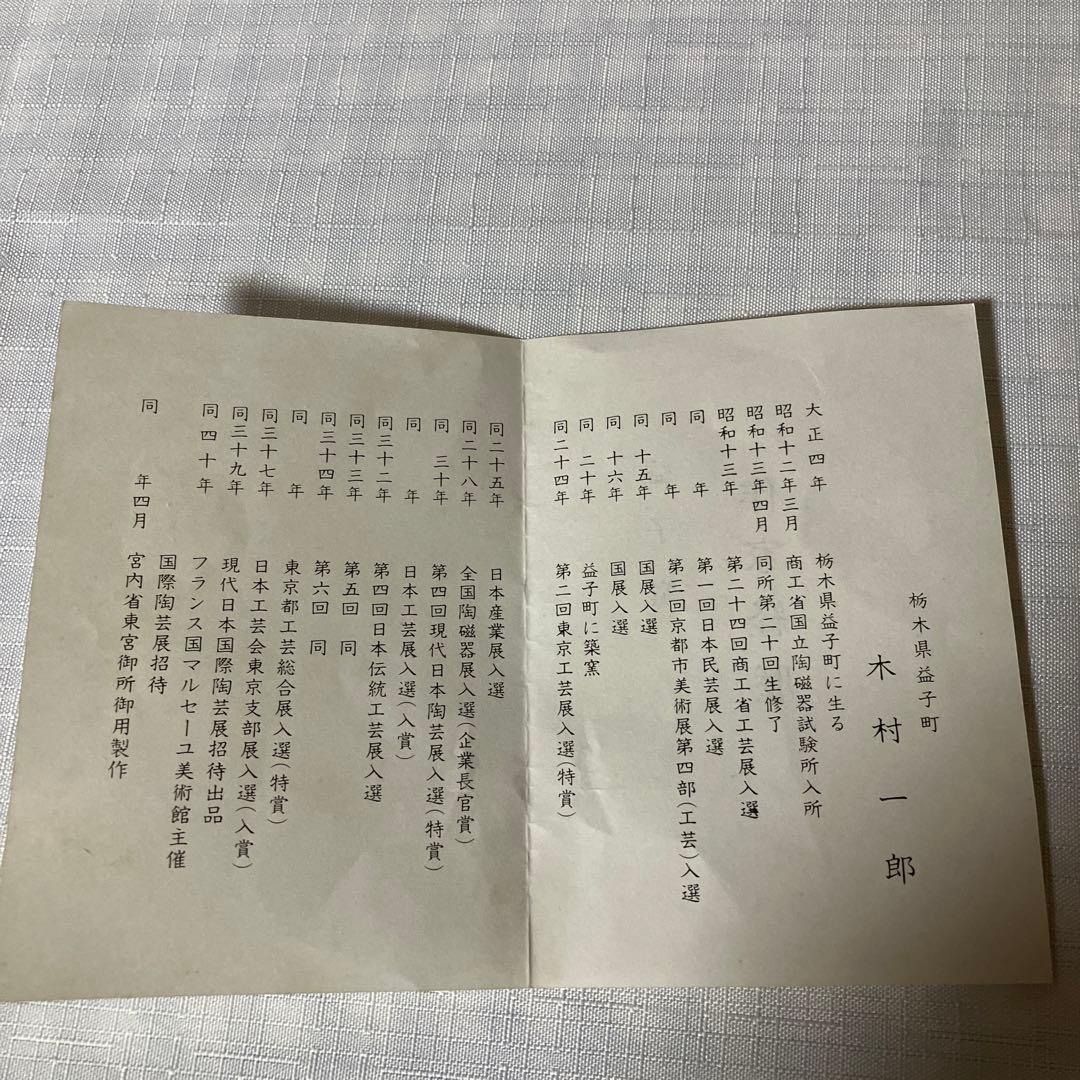 栃木県益子町
木村一郎
大正四年 栃木県益子町に生る
昭和十二年三月 商工省国立陶磁器試験所入所
昭和十三年四月 同所第二十回生修了
昭和十三年 第二十四回商工省工芸展入選
同 年 第一回日本民芸展入選
同 年 第三回京都市美術展第四部(工芸)入選
同 十五年 国展入選
同 十六年 国展入選
同 二十年 益子町に築窯
同二十四年 第二回東京工芸展入選(特賞)
同二十五年 日本産業展入選
同二十八年 全国陶磁器展入選(企業長官賞)
同 三十年 第四回現代日本陶芸展入選(特賞)
同 年 日本工芸展入選(入賞)
同三十二年 第四回日本伝統工芸展入選
同三十三年 第五回 同
同三十四年 第六回 同
同 年 東京都工芸総合展入選(特賞)
同三十七年 日本工芸会東京支部展入選(入賞)
同三十九年 現代日本国際陶芸展招待出品
同四十年 フランス国マルセーユ美術館主催
国際陶芸展招待
同 年四月 宮内省東宮御所御用製作